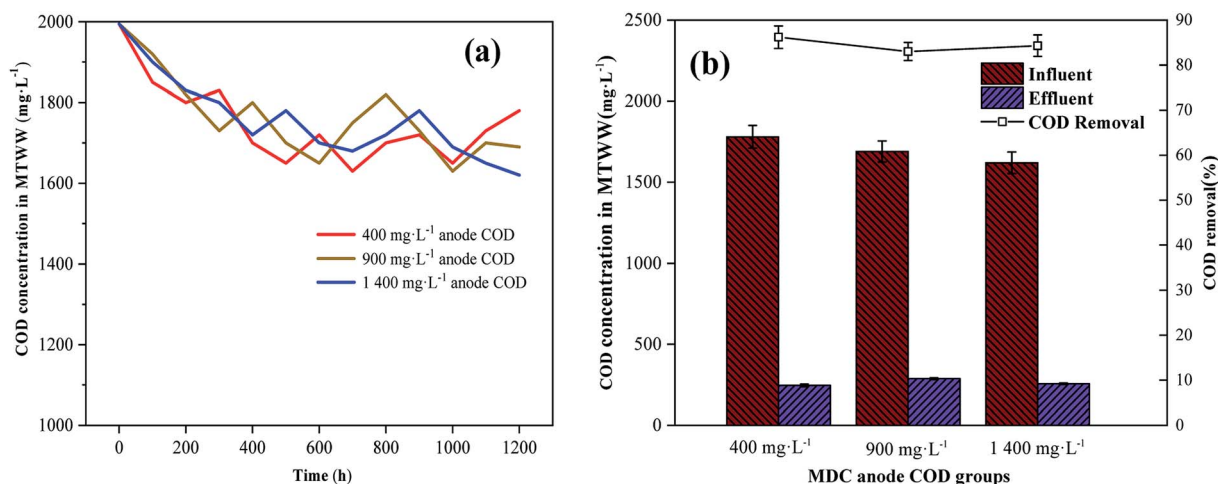 (a)
COD concentration in MTWW (mg·L⁻¹)
2000
1800
1600
1400
1200
1000
400 mg·L⁻¹ anode COD
900 mg·L⁻¹ anode COD
1 400 mg·L⁻¹ anode COD
0 200 400 600 800 1000 1200
Time (h)
(b)
COD concentration in MTWW(mg·L⁻¹)
2500
2000
1500
1000
500
0
Influent
Effluent
COD Removal
90
80
70
60
50
40
30
20
10
0
COD removal(%)
400 mg·L⁻¹ 900 mg·L⁻¹ 1 400 mg·L⁻¹
MDC anode COD groups